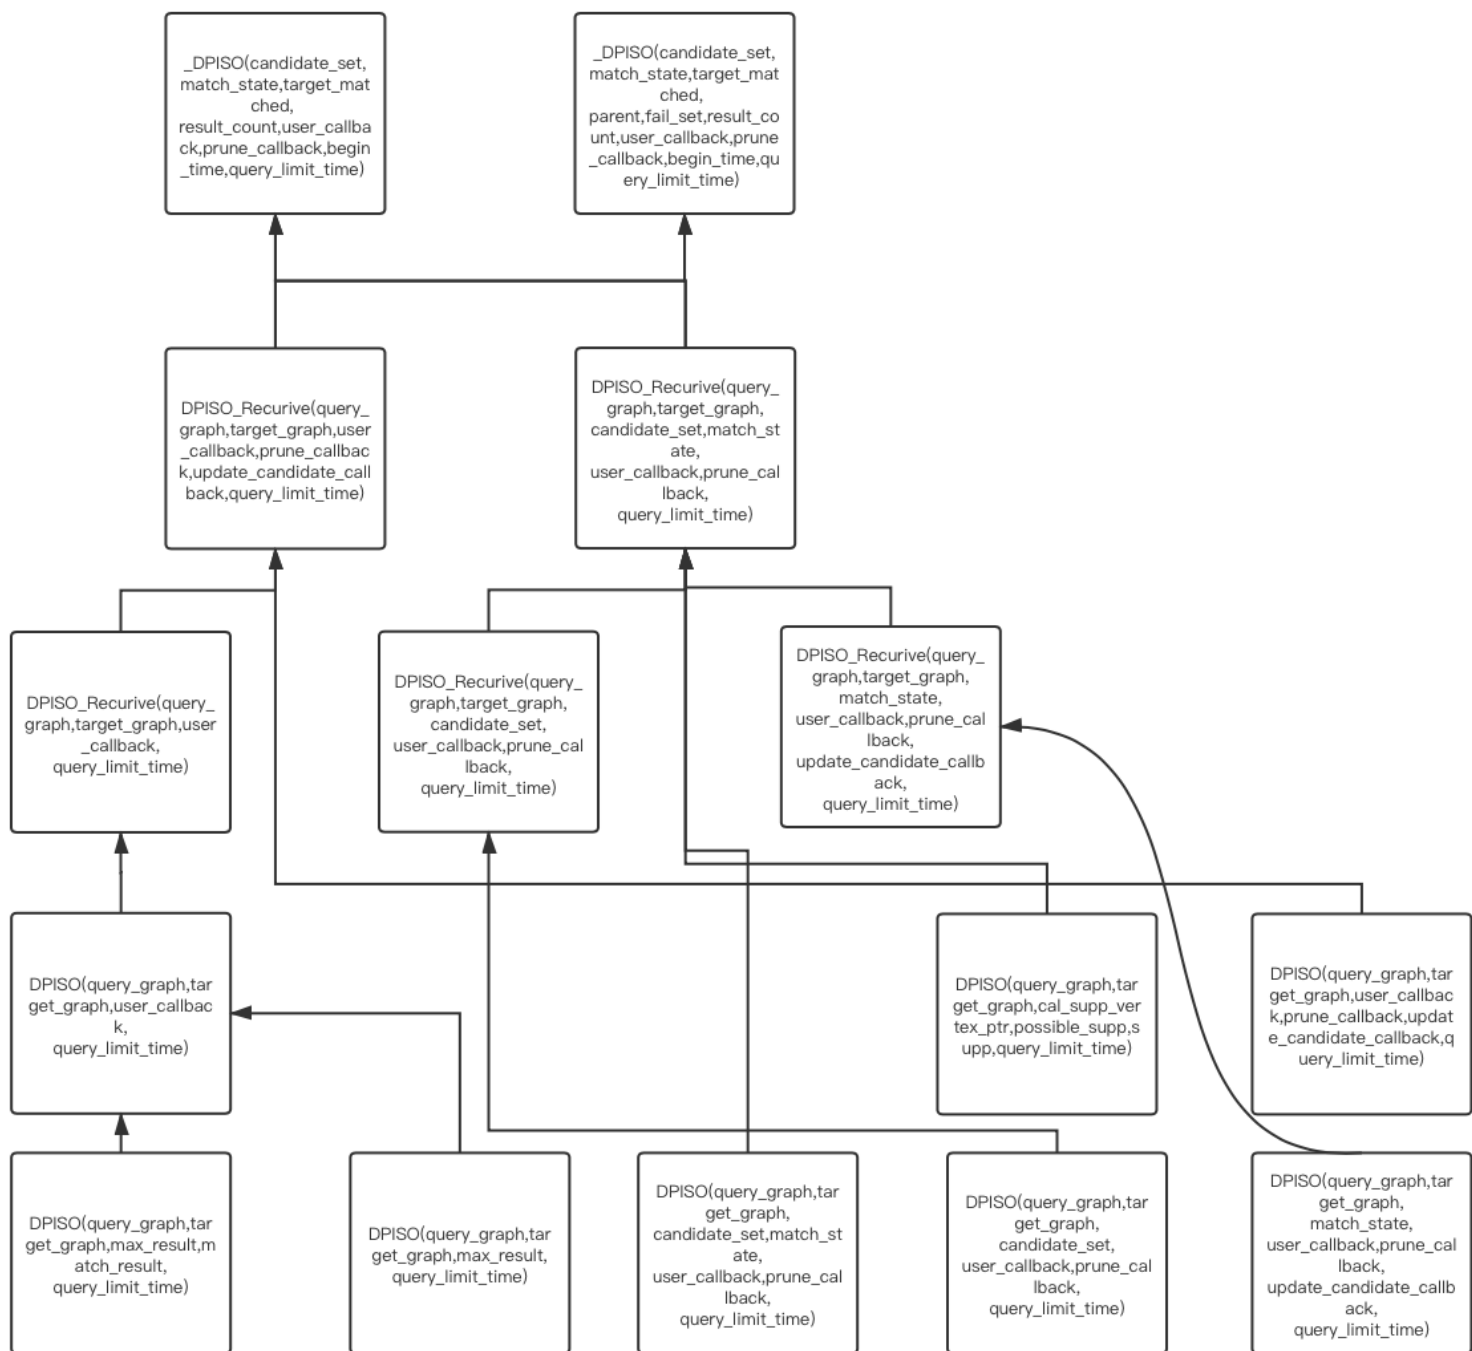 _DPISO(candidate_set,
match_state,target_mat
ched,
result_count,user_callba
ck,prune_callback,begin
_time,query_limit_time)
_DPISO(candidate_set,
match_state,target_mat
ched,
parent,fail_set,result_co
unt,user_callback,prune
_callback,begin_time,qu
ery_limit_time)
DPISO_Recurive(query_
graph,target_graph,user
_callback,prune_callbac
k,update_candidate_call
back,query_limit_time)
DPISO_Recurive(query_
graph,target_graph,
candidate_set,match_st
ate,
user_callback,prune_cal
lback,
query_limit_time)
DPISO_Recurive(query_
graph,target_graph,user
_callback,
query_limit_time)
DPISO_Recurive(query_
graph,target_graph,
candidate_set,
user_callback,prune_cal
lback,
query_limit_time)
DPISO_Recurive(query_
graph,target_graph,
match_state,
user_callback,prune_cal
lback,
update_candidate_callb
ack,
query_limit_time)
DPISO(query_graph,tar
get_graph,user_callbac
k,
query_limit_time)
DPISO(query_graph,tar
get_graph,cal_supp_ver
tex_ptr,possible_supp,s
upp,query_limit_time)
DPISO(query_graph,tar
get_graph,user_callbac
k,prune_callback,updat
e_candidate_callback,q
uery_limit_time)
DPISO(query_graph,tar
get_graph,max_result,m
atch_result,
query_limit_time)
DPISO(query_graph,tar
get_graph,max_result,
query_limit_time)
DPISO(query_graph,tar
get_graph,
candidate_set,match_st
ate,
user_callback,prune_cal
lback,
query_limit_time)
DPISO(query_graph,tar
get_graph,
candidate_set,
user_callback,prune_cal
lback,
query_limit_time)
DPISO(query_graph,tar
get_graph,
match_state,
user_callback,prune_cal
lback,
update_candidate_callb
ack,
query_limit_time)